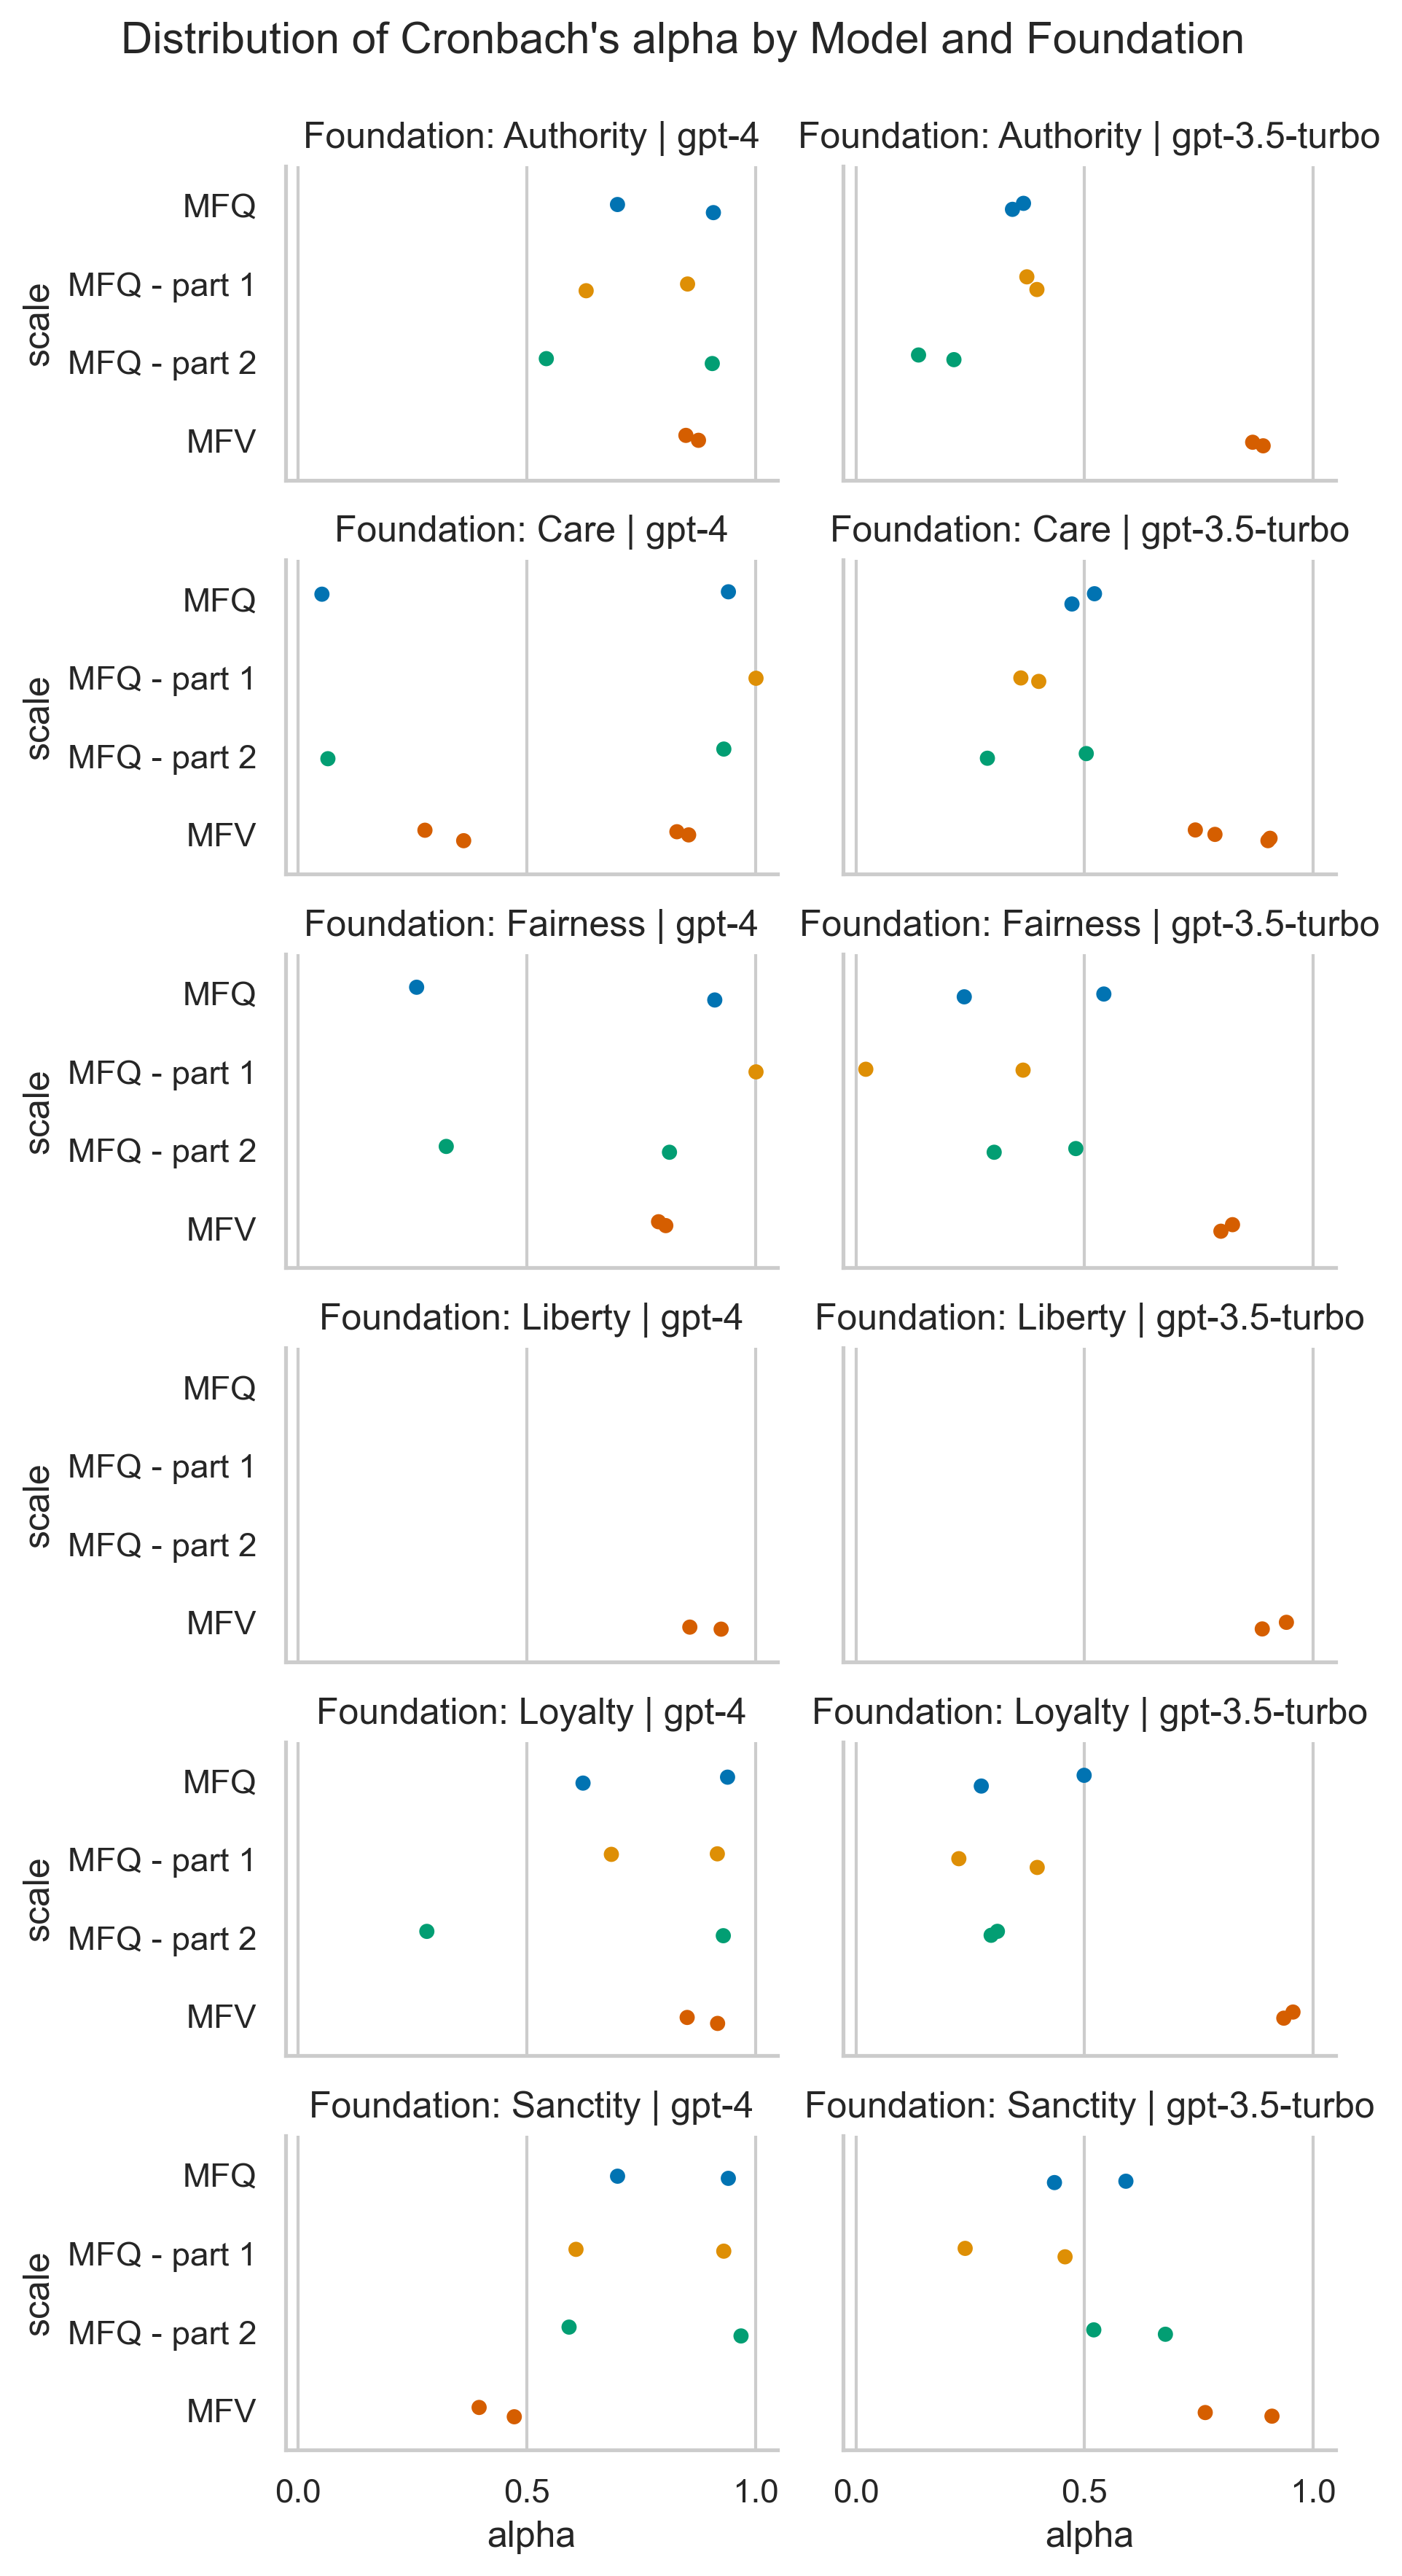 Distribution of Cronbach's alpha by Model and Foundation
Foundation: Authority | gpt-4
Foundation: Authority | gpt-3.5-turbo
scale
MFQ
MFQ - part 1
MFQ - part 2
MFV
Foundation: Care | gpt-4
Foundation: Care | gpt-3.5-turbo
scale
MFQ
MFQ - part 1
MFQ - part 2
MFV
Foundation: Fairness | gpt-4
Foundation: Fairness | gpt-3.5-turbo
scale
MFQ
MFQ - part 1
MFQ - part 2
MFV
Foundation: Liberty | gpt-4
Foundation: Liberty | gpt-3.5-turbo
scale
MFQ
MFQ - part 1
MFQ - part 2
MFV
Foundation: Loyalty | gpt-4
Foundation: Loyalty | gpt-3.5-turbo
scale
MFQ
MFQ - part 1
MFQ - part 2
MFV
Foundation: Sanctity | gpt-4
Foundation: Sanctity | gpt-3.5-turbo
scale
MFQ
MFQ - part 1
MFQ - part 2
MFV
0.0 0.5 1.0
alpha
0.0 0.5 1.0
alpha